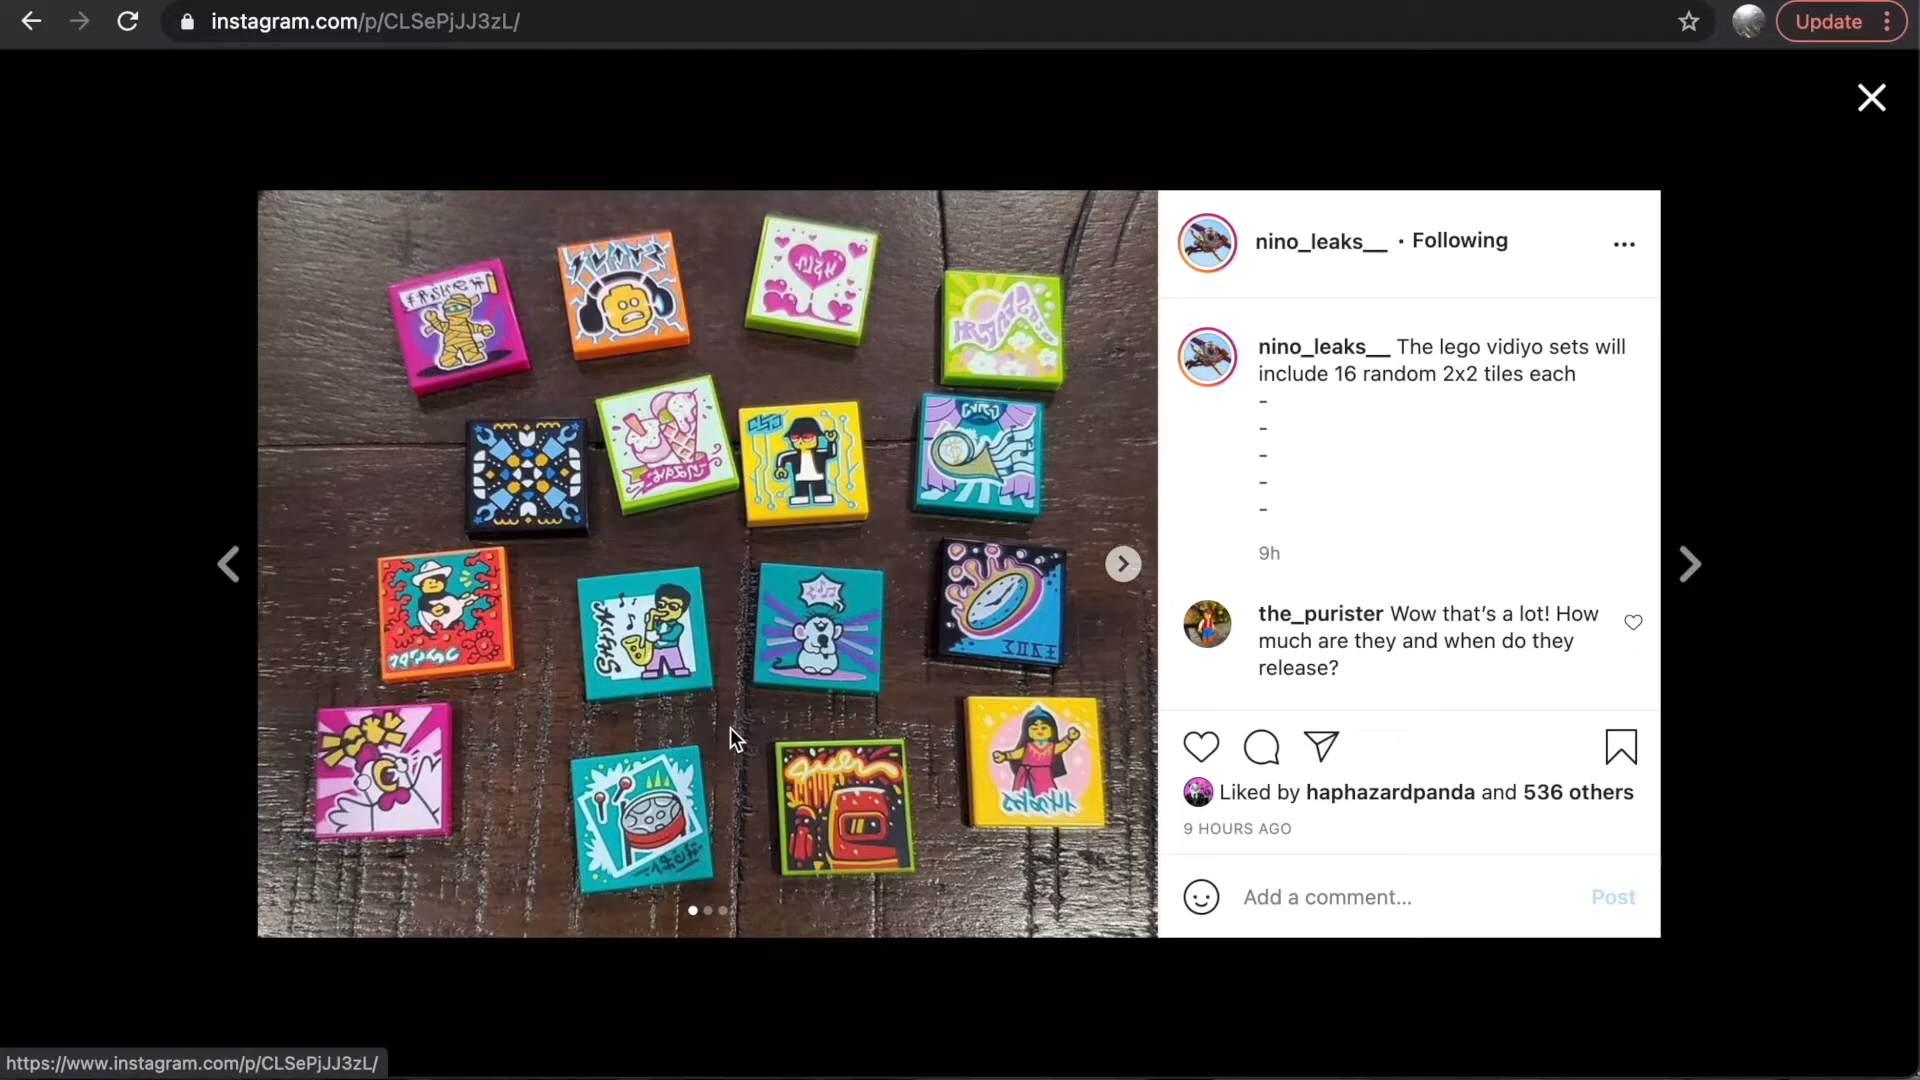 instagram.com/p/CLSePjJJ3zL/
Update
nino_leaks__ • Following
nino_leaks__ The lego vidiyo sets will
include 16 random 2x2 tiles each
-
-
-
-
-
9h
the_purister Wow that's a lot! How
much are they and when do they
release?
Liked by haphazardpanda and 536 others
9 HOURS AGO
Add a comment...
Post
https://www.instagram.com/p/CLSePjJJ3zL/